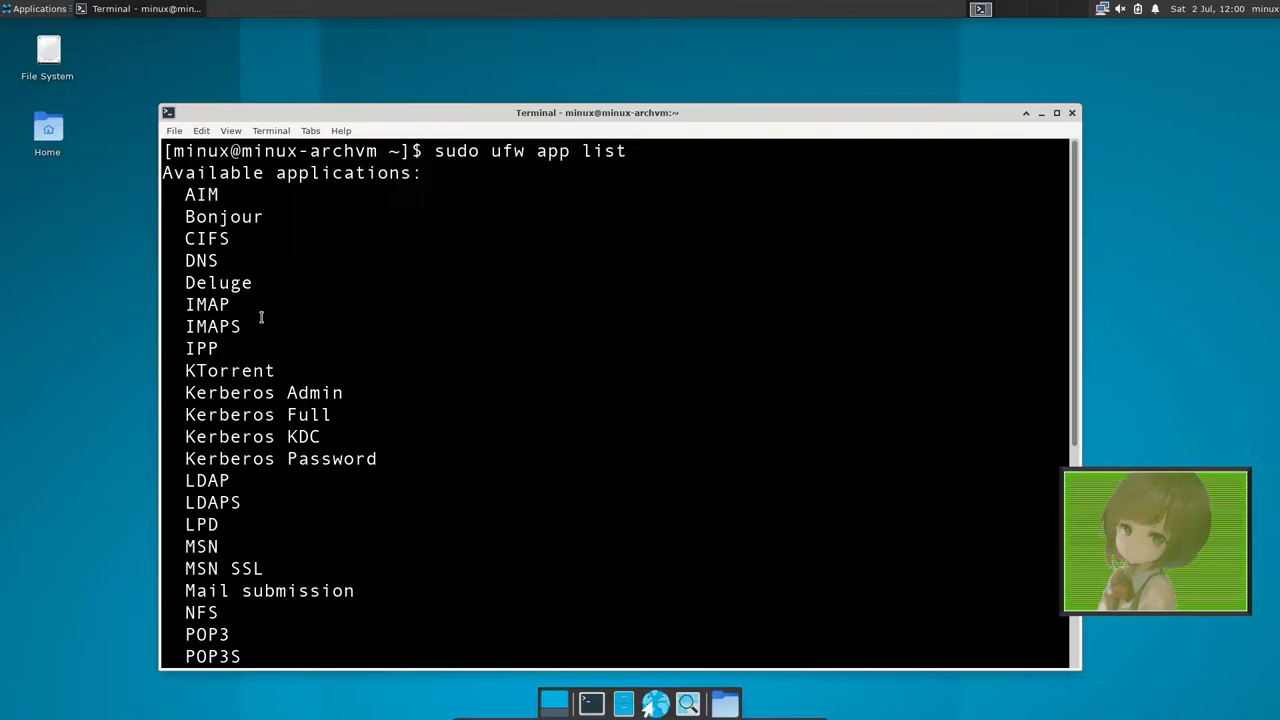 Applications
Terminal - minux@min...
Sat 2 Jul, 12:00
minux
File System
Home
Terminal - minux@minux-archvm:~
File Edit View Terminal Tabs Help
[minux@minux-archvm ~]$ sudo ufw app list
Available applications:
AIM
Bonjour
CIFS
DNS
Deluge
IMAP
IMAPS
IPP
KTorrent
Kerberos Admin
Kerberos Full
Kerberos KDC
Kerberos Password
LDAP
LDAPS
LPD
MSN
MSN SSL
Mail submission
NFS
POP3
POP3S